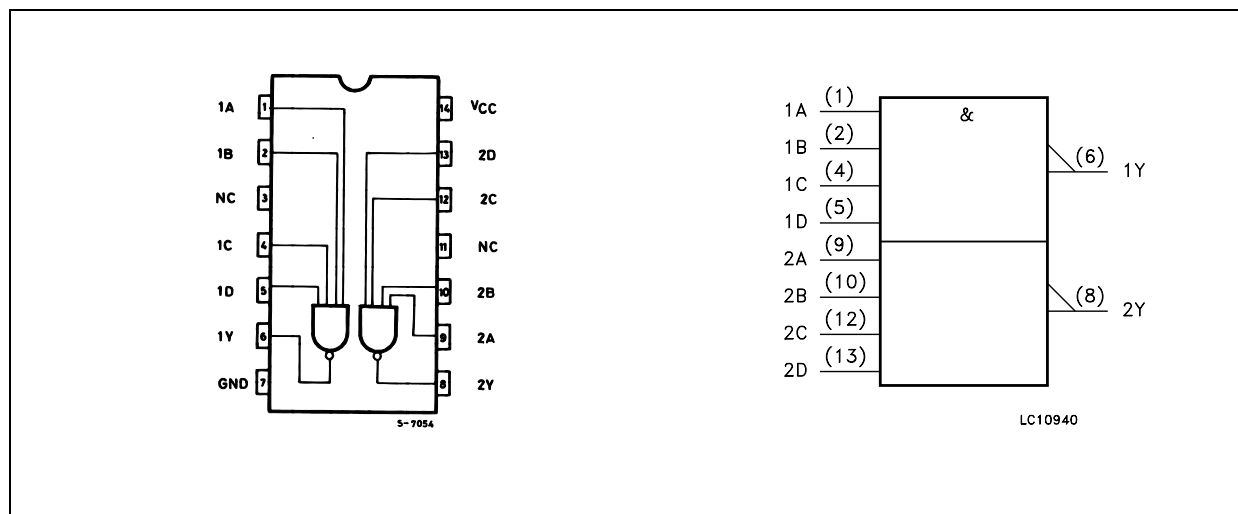 1A 1 14 VCC
1B 2 13 2D
NC 3 12 2C
1C 4 11 NC
1D 5 10 2B
1Y 6 9 2A
GND 7 8 2Y
S-7054
&
1A (1)
1B (2)
1C (4)
1D (5)
2A (9)
2B (10)
2C (12)
2D (13)
(6) 1Y
(8) 2Y
LC10940